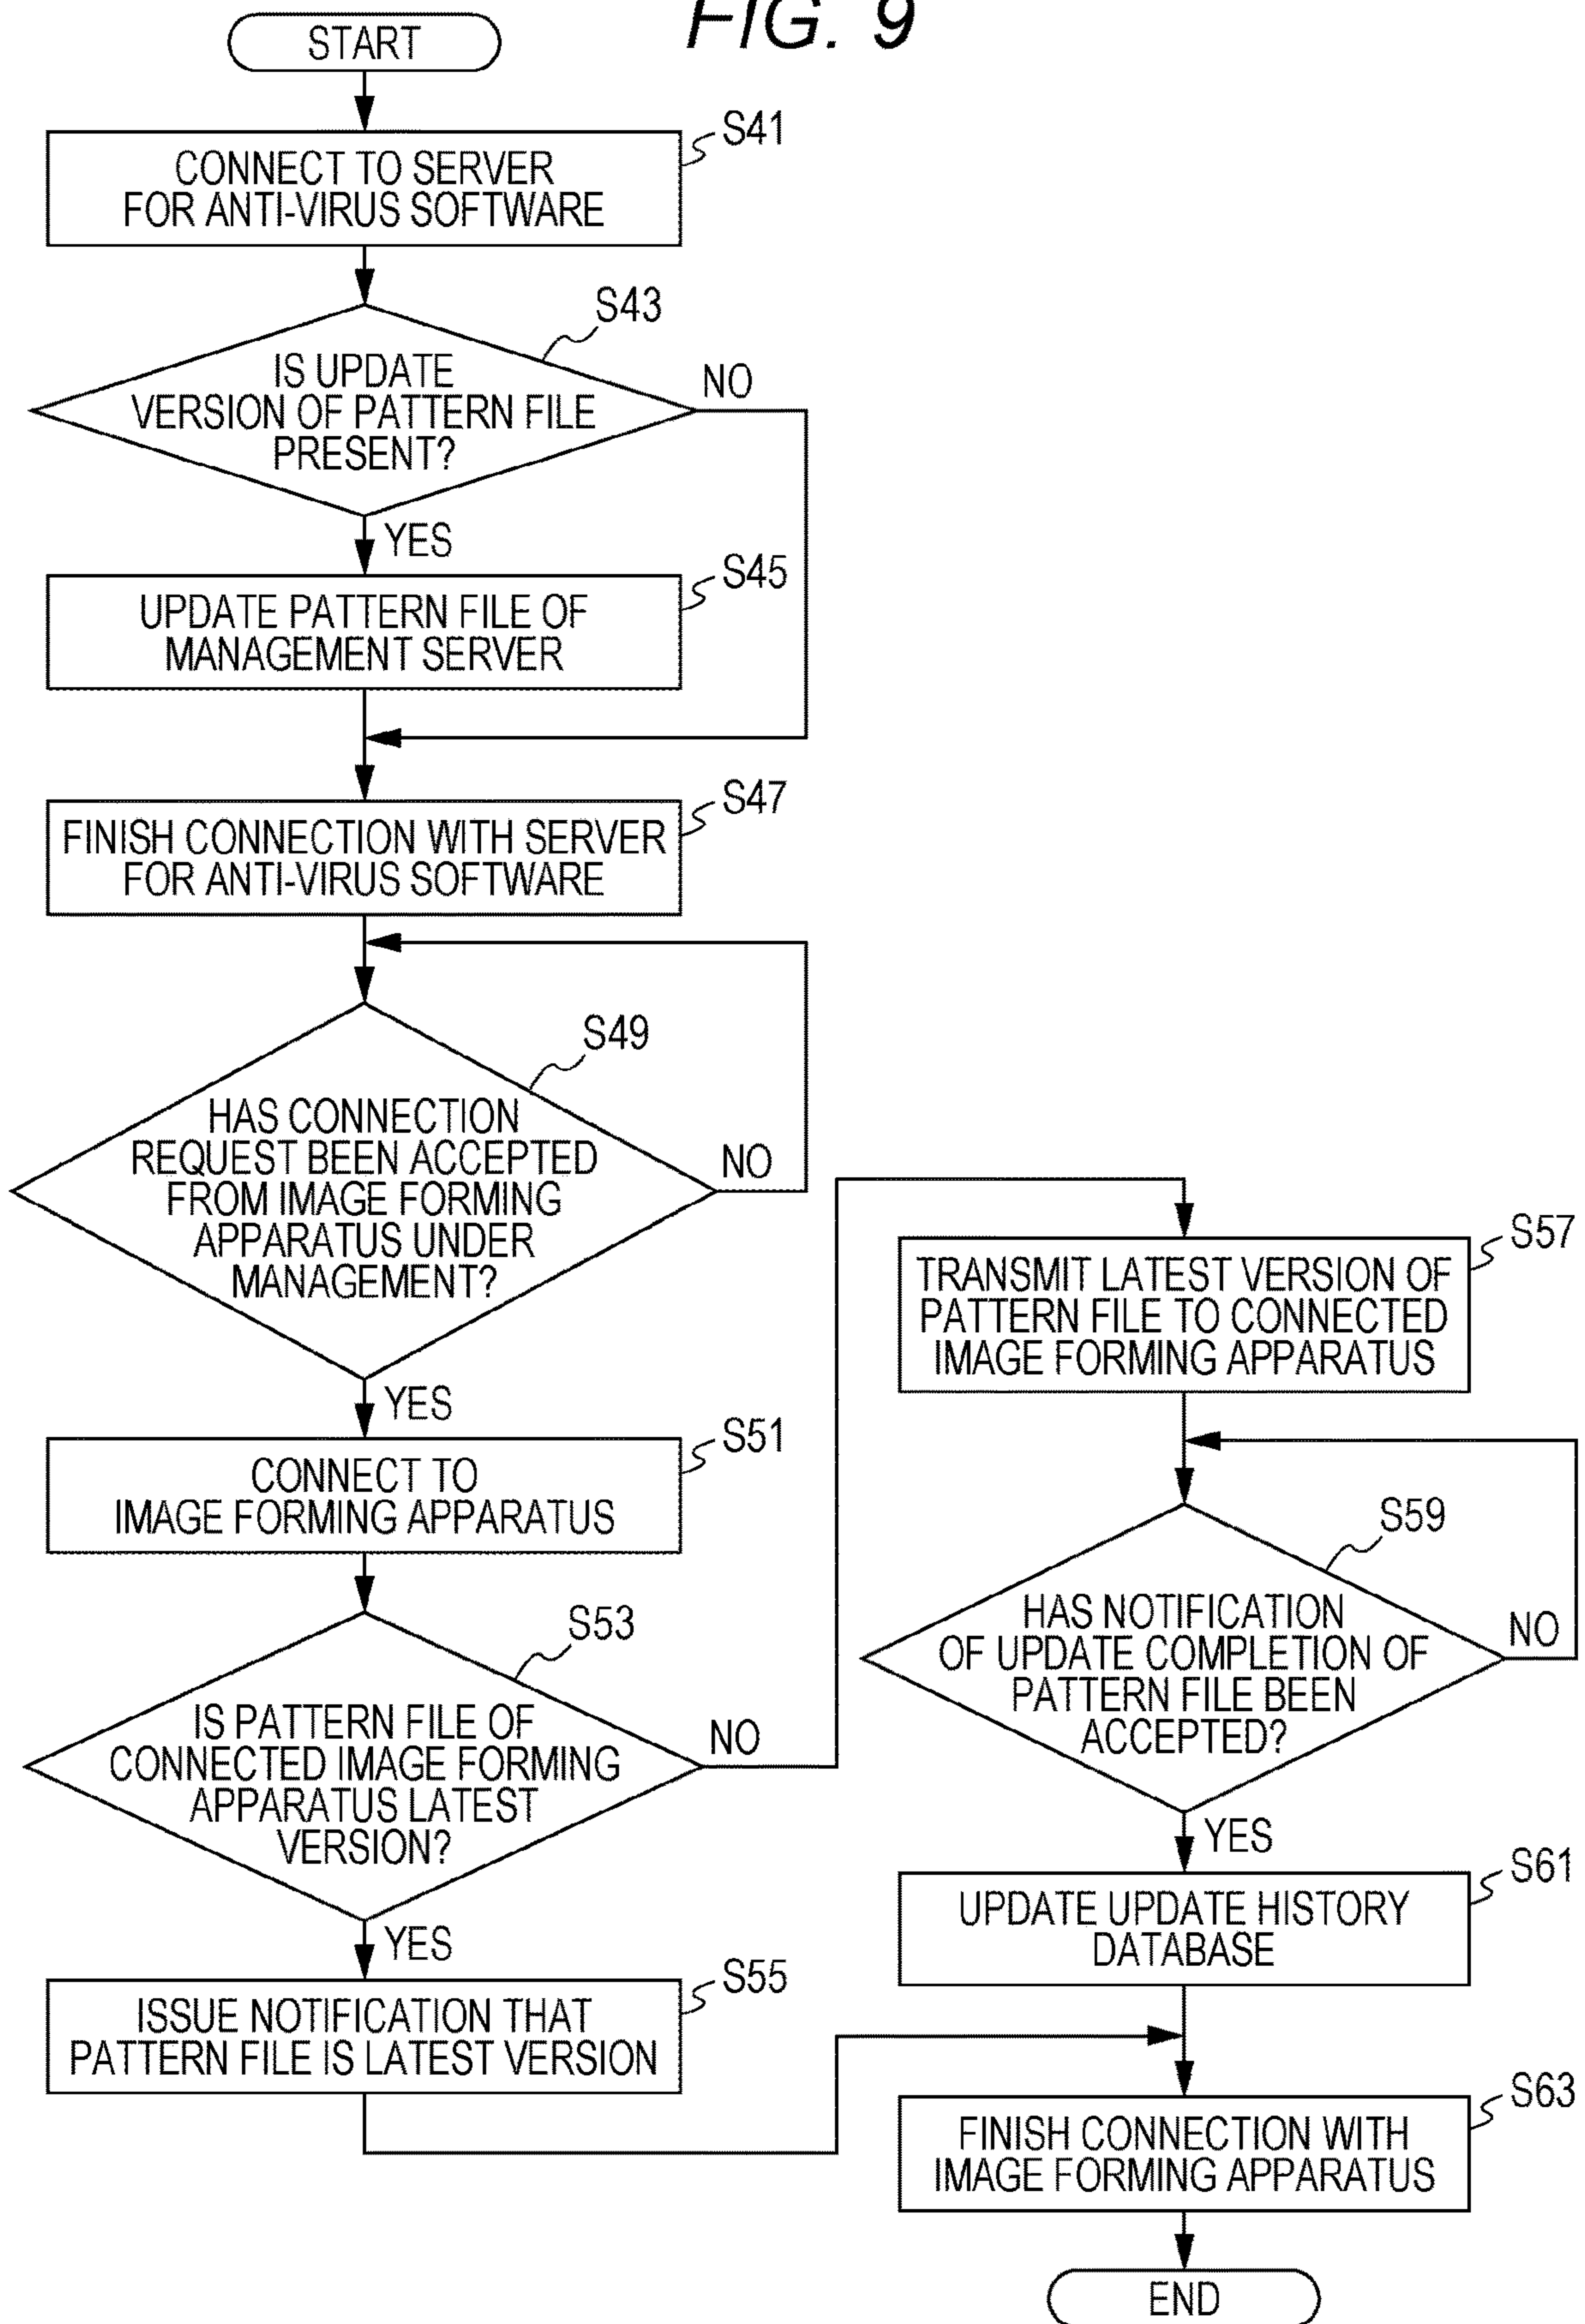 FIG. 9
START
S41
CONNECT TO SERVER
FOR ANTI-VIRUS SOFTWARE
S43
IS UPDATE
VERSION OF PATTERN FILE
PRESENT?
NO
YES
S45
UPDATE PATTERN FILE OF
MANAGEMENT SERVER
S47
FINISH CONNECTION WITH SERVER
FOR ANTI-VIRUS SOFTWARE
S49
HAS CONNECTION
REQUEST BEEN ACCEPTED
FROM IMAGE FORMING
APPARATUS UNDER
MANAGEMENT?
NO
YES
S51
CONNECT TO
IMAGE FORMING APPARATUS
S53
IS PATTERN FILE OF
CONNECTED IMAGE FORMING
APPARATUS LATEST
VERSION?
NO
YES
S55
ISSUE NOTIFICATION THAT
PATTERN FILE IS LATEST VERSION
S57
TRANSMIT LATEST VERSION OF
PATTERN FILE TO CONNECTED
IMAGE FORMING APPARATUS
S59
HAS NOTIFICATION
OF UPDATE COMPLETION OF
PATTERN FILE BEEN
ACCEPTED?
NO
YES
S61
UPDATE UPDATE HISTORY
DATABASE
S63
FINISH CONNECTION WITH
IMAGE FORMING APPARATUS
END